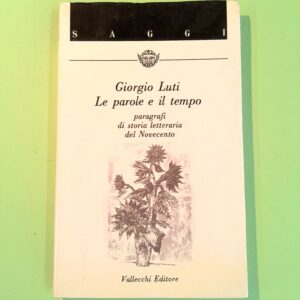 SAGGI
Giorgio Luti
Le parole e il tempo
paragrafi
di storia letteraria
del Novecento
Vallecchi Editore